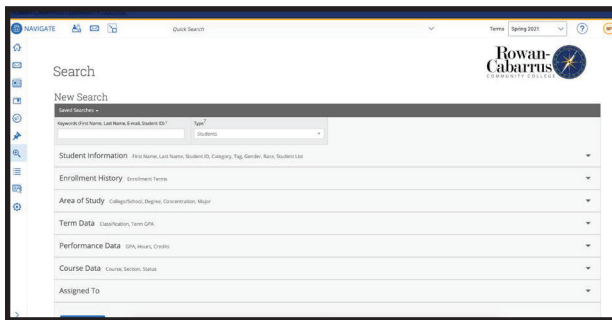 NAVIGATE
Quick Search
Terms
Spring 2021
?
Rowan-
Cabarrus
COMMUNITY COLLEGE
Search
New Search
Saved Searches
Keywords (First Name, Last Name, E-mail, Student ID) ?
Type ?
Students
Student Information First Name, Last Name, Student ID, Category, Tag, Gender, Race, Student List
Enrollment History Enrollment Terms
Area of Study College/School, Degree, Concentration, Major
Term Data Classification, Term GPA
Performance Data GPA, Hours, Credits
Course Data Course, Section, Status
Assigned To